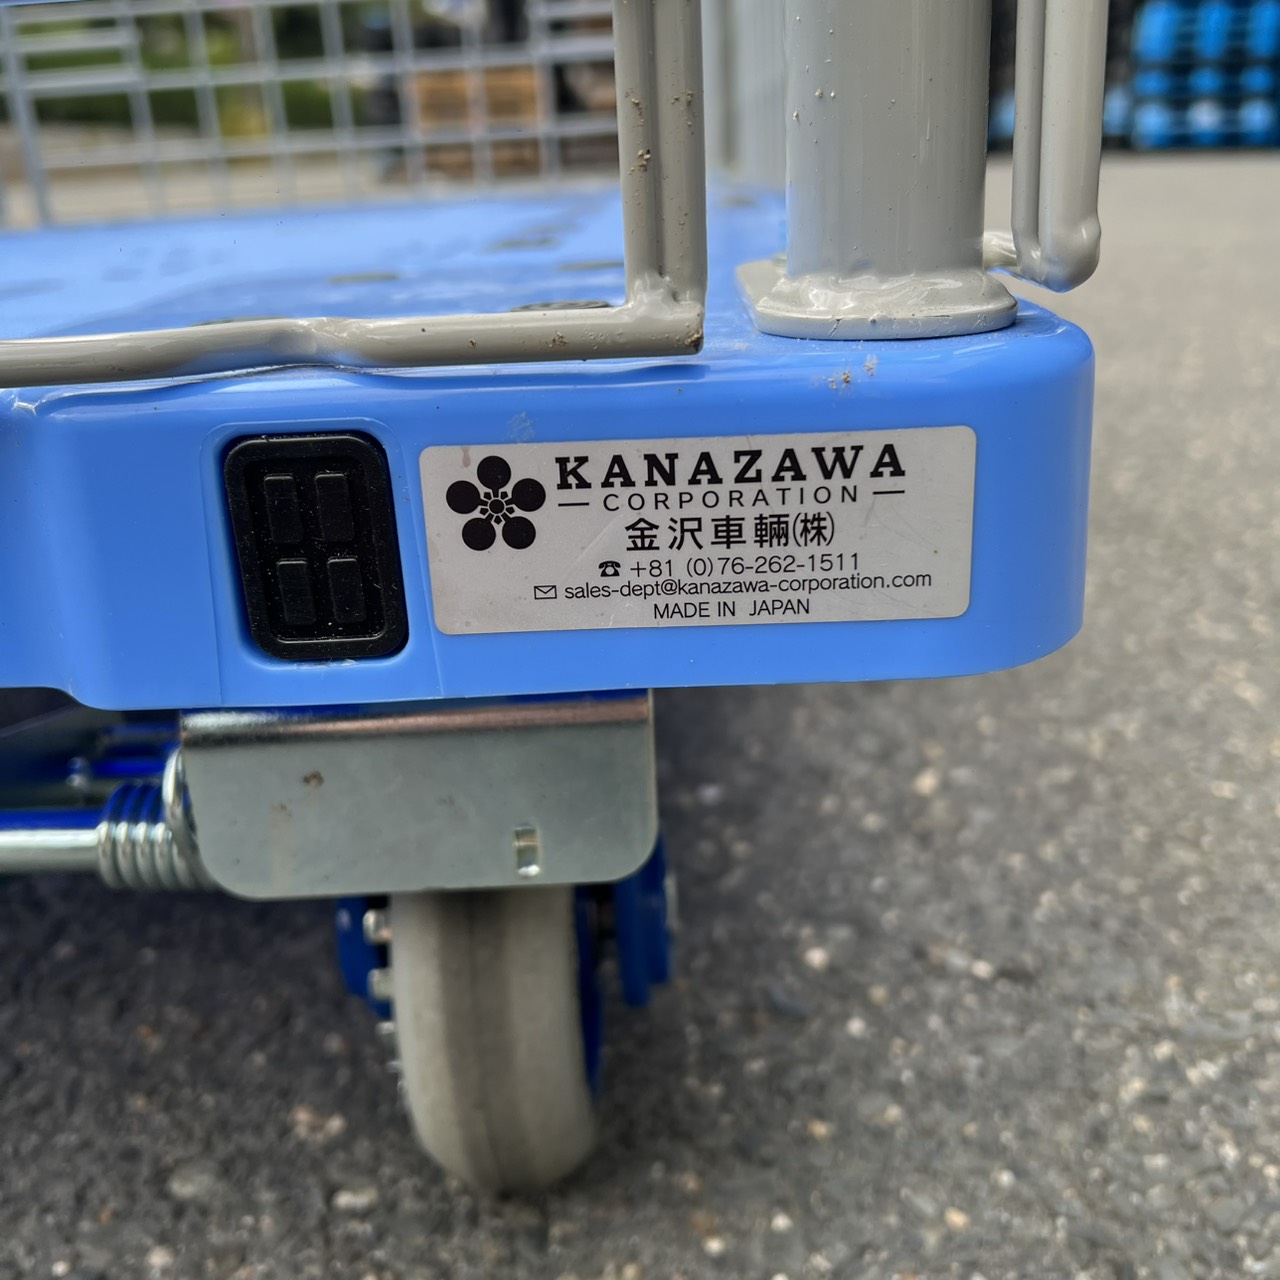 KANAZAWA
CORPORATION
金沢車輛㈱
☎ +81 (0)76-262-1511
✉ sales-dept@kanazawa-corporation.com
MADE IN JAPAN